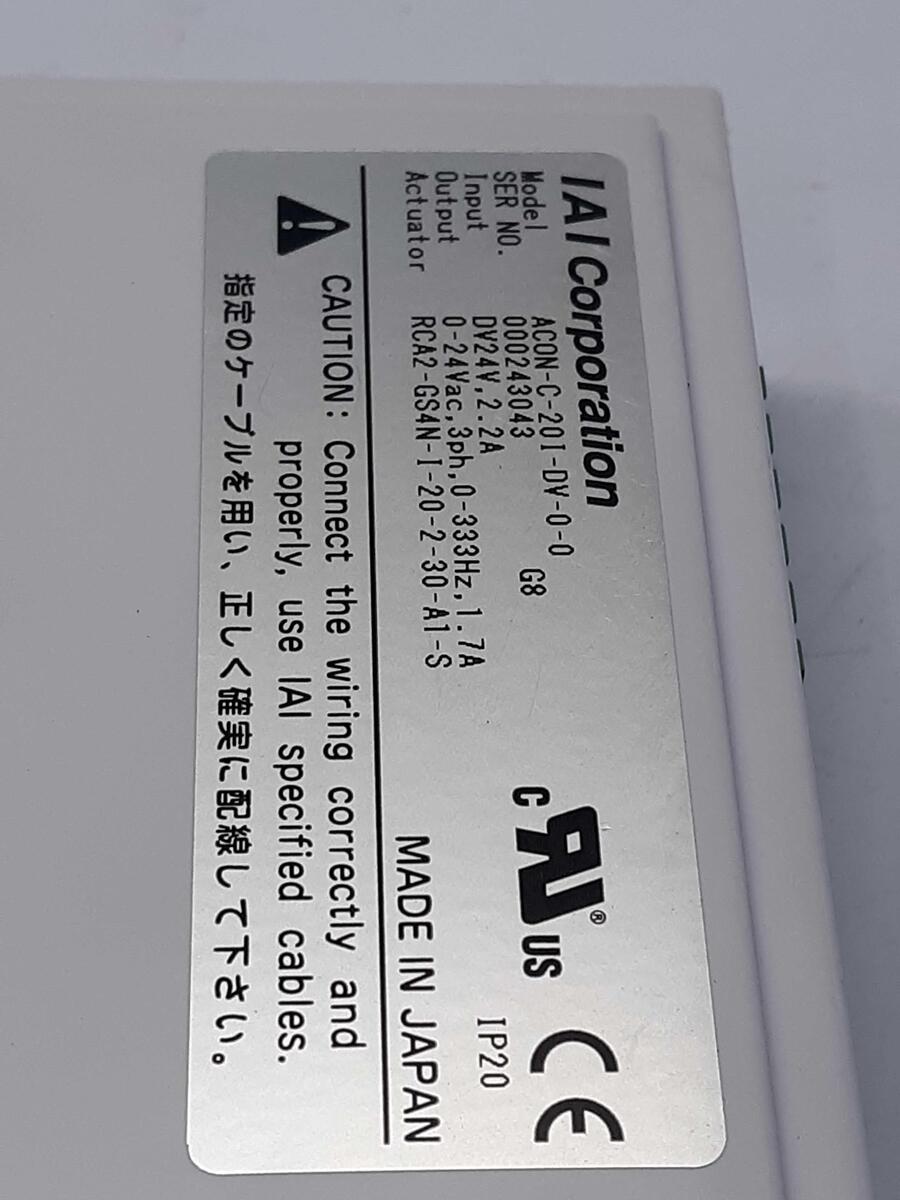 IAI Corporation
Model ACON-C-20I-DV-0-0
SER NO. 000243043 G8
Input DV24V,2.2A
Output 0-24Vac,3ph,0-333Hz,1.7A
Actuator RCA2-GS4N-I-20-2-30-A1-S
C RU ® US CE
IP20
MADE IN JAPAN
CAUTION: Connect the wiring correctly and
properly, use IAI specified cables.
指定のケーブルを用い、正しく確実に配線して下さい。